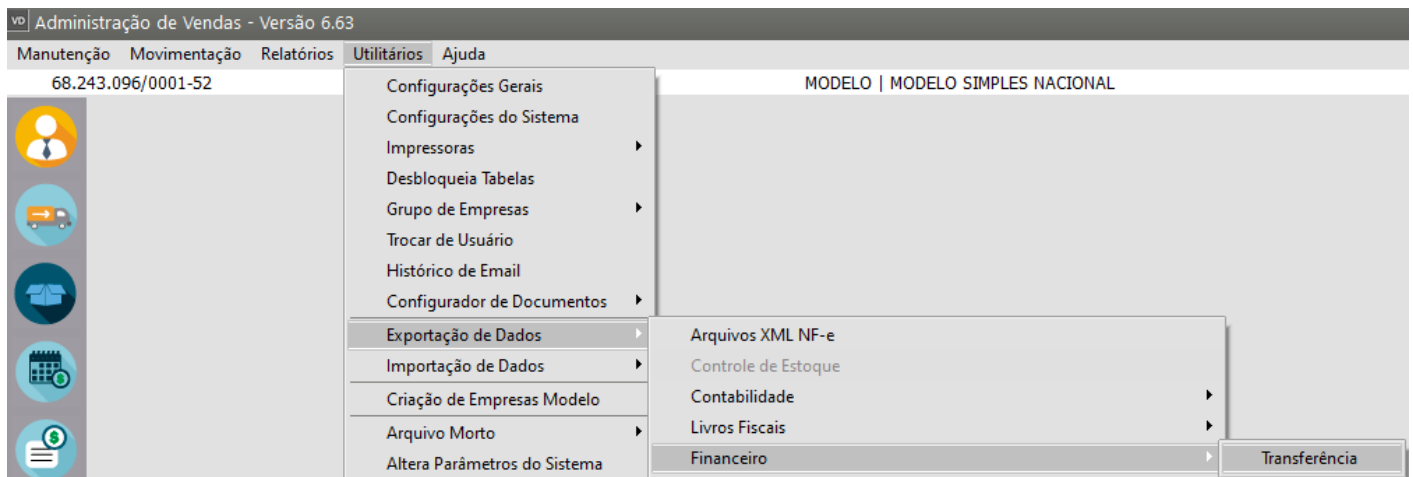 VD Administração de Vendas - Versão 6.63
Manutenção Movimentação Relatórios Utilitários Ajuda
68.243.096/0001-52 MODELO | MODELO SIMPLES NACIONAL
Configurações Gerais
Configurações do Sistema
Impressoras
Desbloqueia Tabelas
Grupo de Empresas
Trocar de Usuário
Histórico de Email
Configurador de Documentos
Exportação de Dados
Importação de Dados
Criação de Empresas Modelo
Arquivo Morto
Altera Parâmetros do Sistema
Arquivos XML NF-e
Controle de Estoque
Contabilidade
Livros Fiscais
Financeiro
Transferência